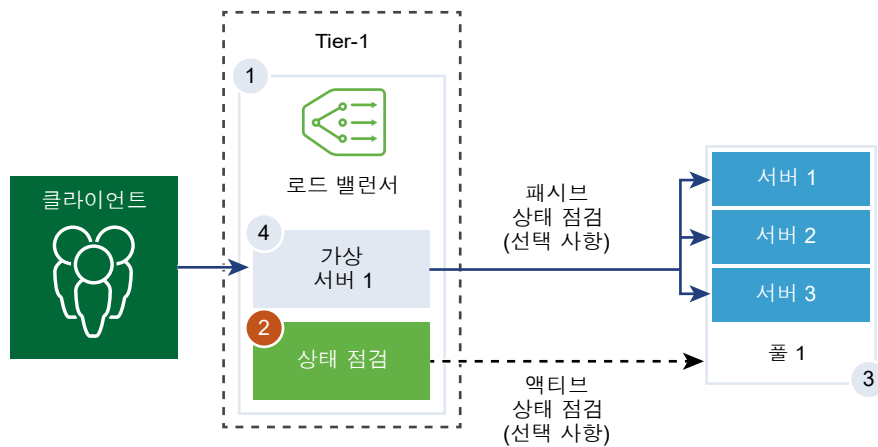 Tier-1
1
로드 밸런서
클라이언트
4
가상
서버 1
2
상태 점검
패시브
상태 점검
(선택 사항)
액티브
상태 점검
(선택 사항)
서버 1
서버 2
서버 3
풀 1
3